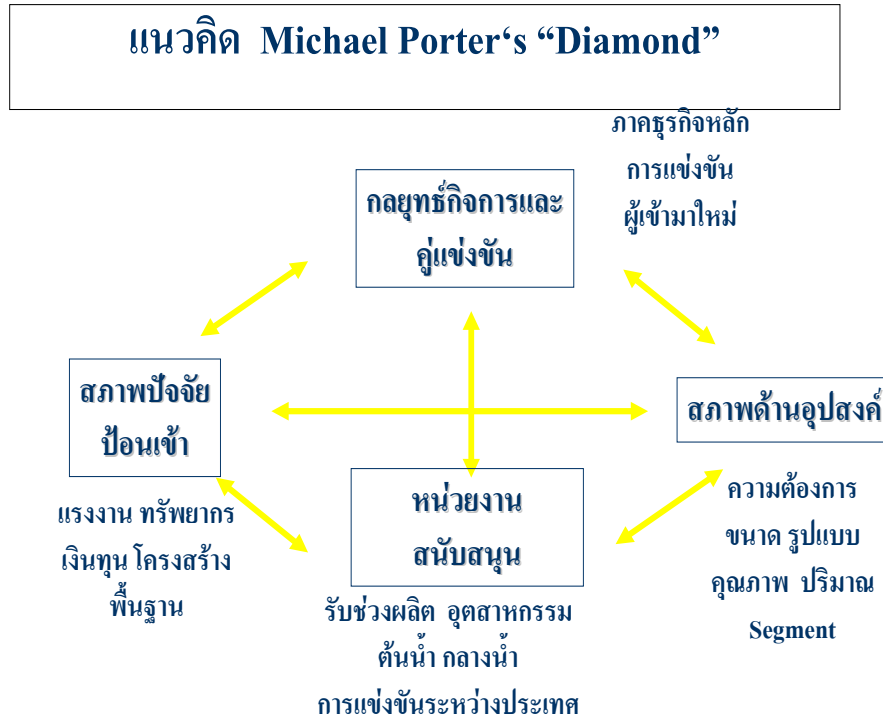 แนวคิด Michael Porter‘s “Diamond”
ภาคธุรกิจหลัก
การแข่งขัน
ผู้เข้ามาใหม่
กลยุทธ์กิจการและ
คู่แข่งขัน
สภาพปัจจัย
ป้อนเข้า
สภาพด้านอุปสงค์
แรงงาน ทรัพยากร
เงินทุน โครงสร้าง
พื้นฐาน
หน่วยงาน
สนับสนุน
ความต้องการ
ขนาด รูปแบบ
คุณภาพ ปริมาณ
Segment
รับช่วงผลิต อุตสาหกรรม
ต้นน้ำ กลางน้ำ
การแข่งขันระหว่างประเทศ